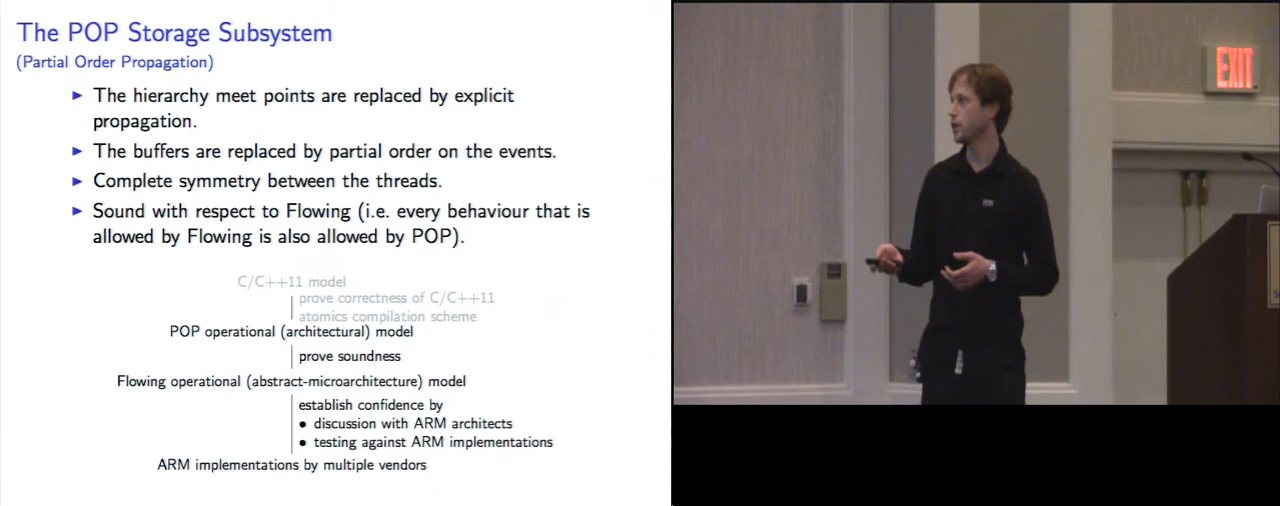 The POP Storage Subsystem
(Partial Order Propagation)
► The hierarchy meet points are replaced by explicit
propagation.
► The buffers are replaced by partial order on the events.
► Complete symmetry between the threads.
► Sound with respect to Flowing (i.e. every behaviour that is
allowed by Flowing is also allowed by POP).
C/C++11 model
prove correctness of C/C++11
atomics compilation scheme
POP operational (architectural) model
prove soundness
Flowing operational (abstract-microarchitecture) model
establish confidence by
• discussion with ARM architects
• testing against ARM implementations
ARM implementations by multiple vendors
EXIT